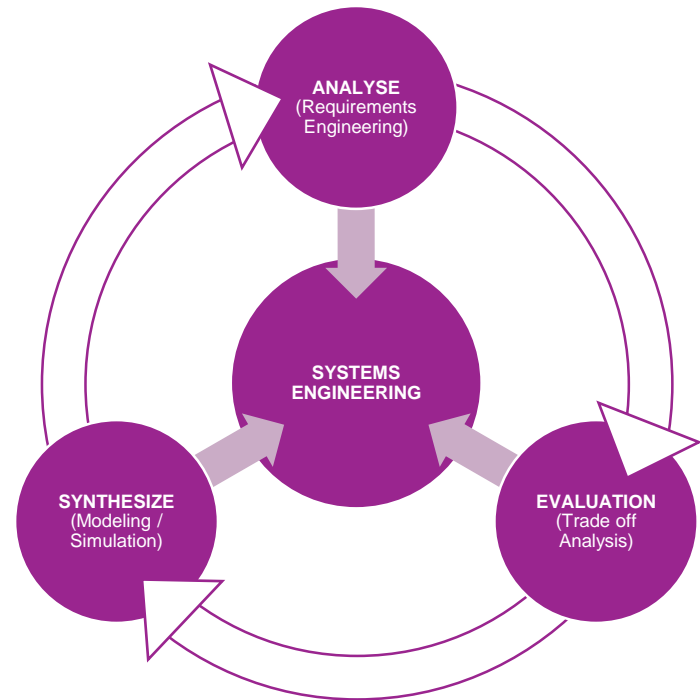 ANALYSE
(Requirements
Engineering)
SYSTEMS
ENGINEERING
SYNTHESIZE
(Modeling /
Simulation)
EVALUATION
(Trade off
Analysis)